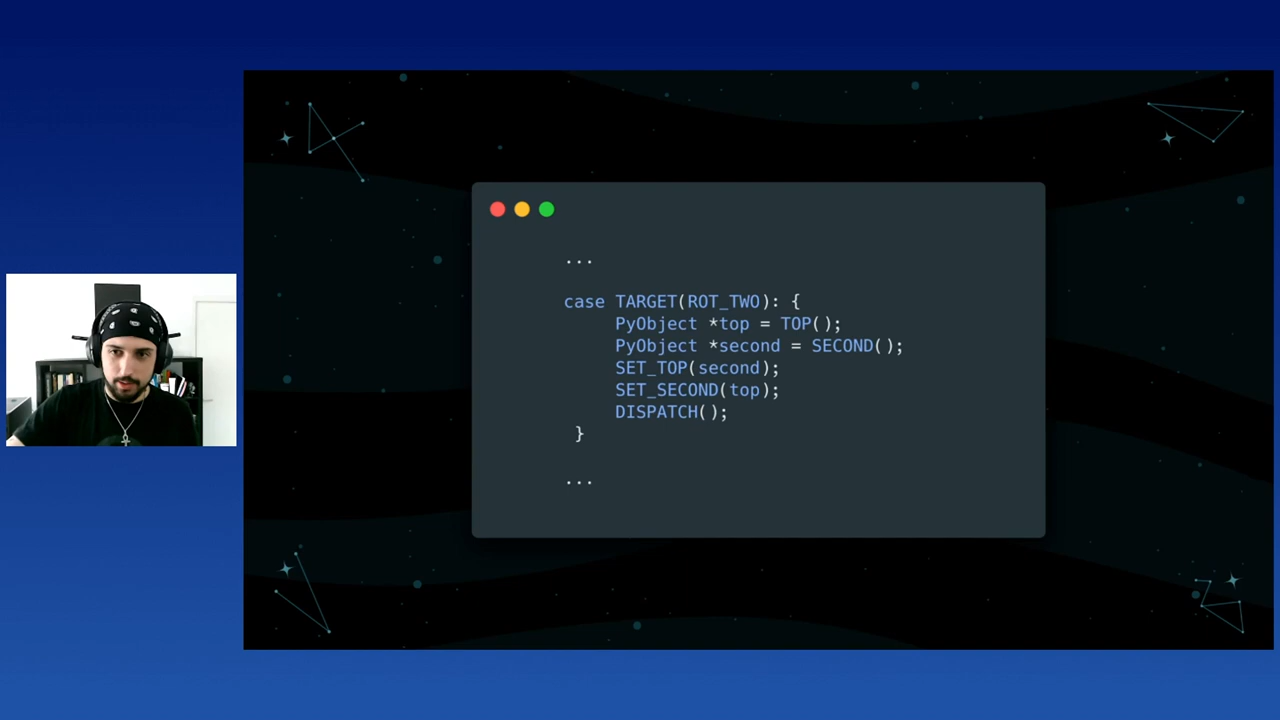 ...
case TARGET(ROT_TWO): {
PyObject *top = TOP();
PyObject *second = SECOND();
SET_TOP(second);
SET_SECOND(top);
DISPATCH();
}
...